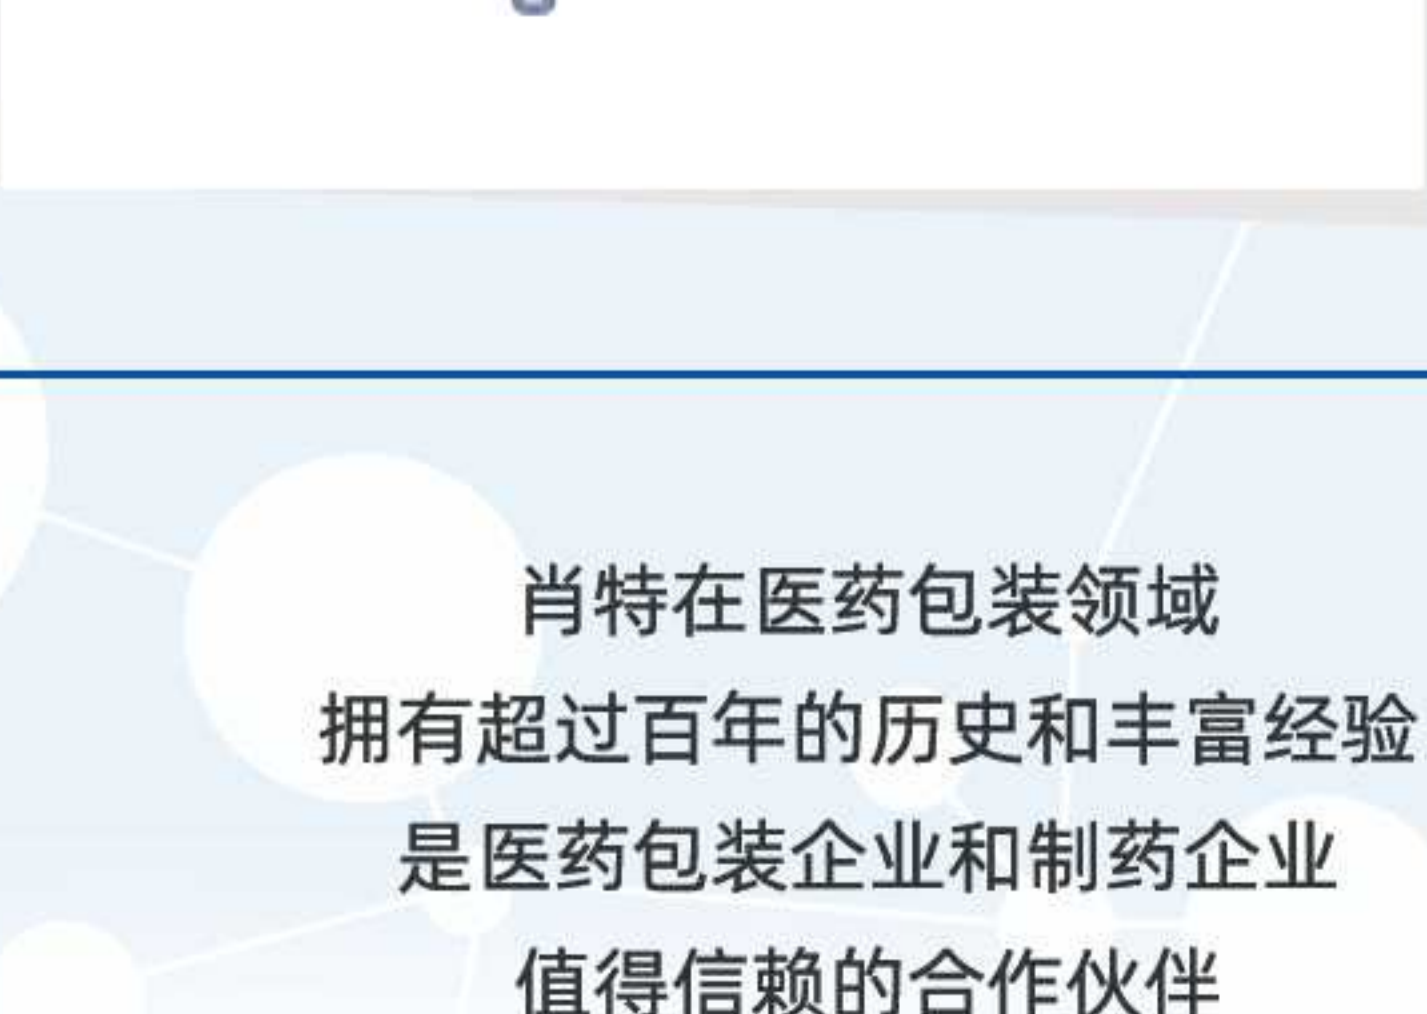 肖特在医药包装领域
拥有超过百年的历史和丰富经验
是医药包装企业和制药企业
值得信赖的合作伙伴